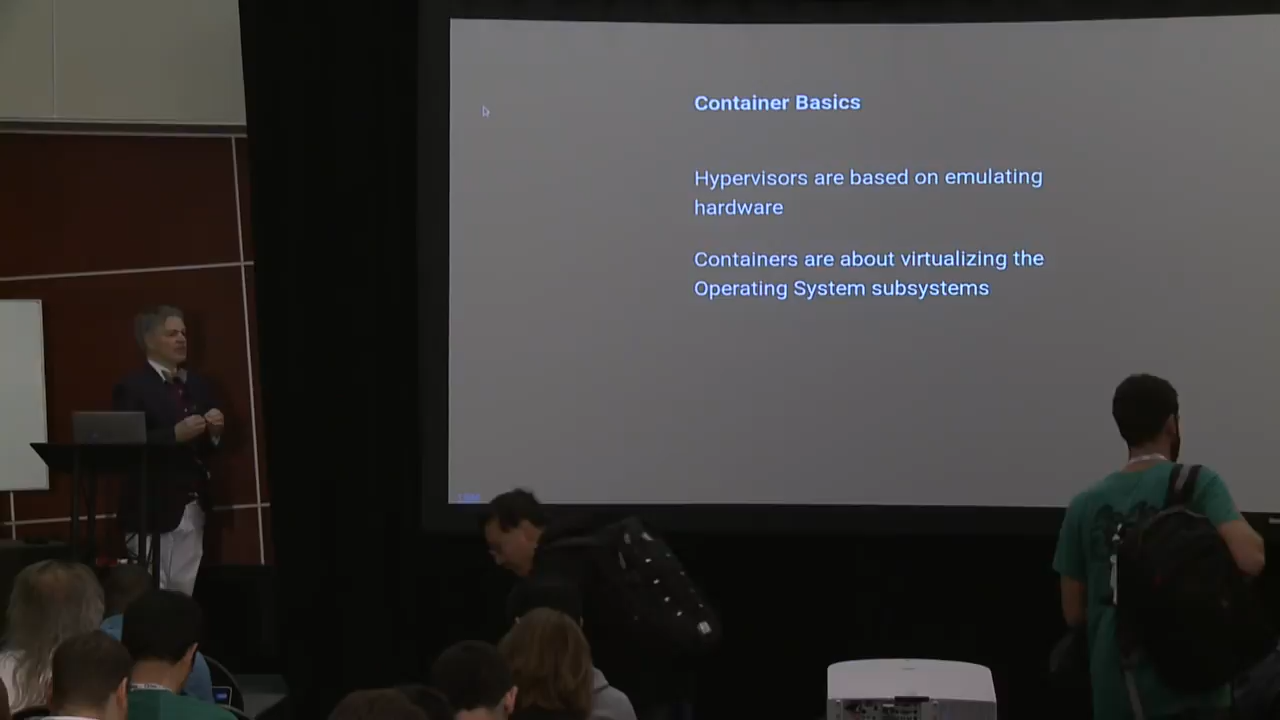 Container Basics
Hypervisors are based on emulating
hardware
Containers are about virtualizing the
Operating System subsystems